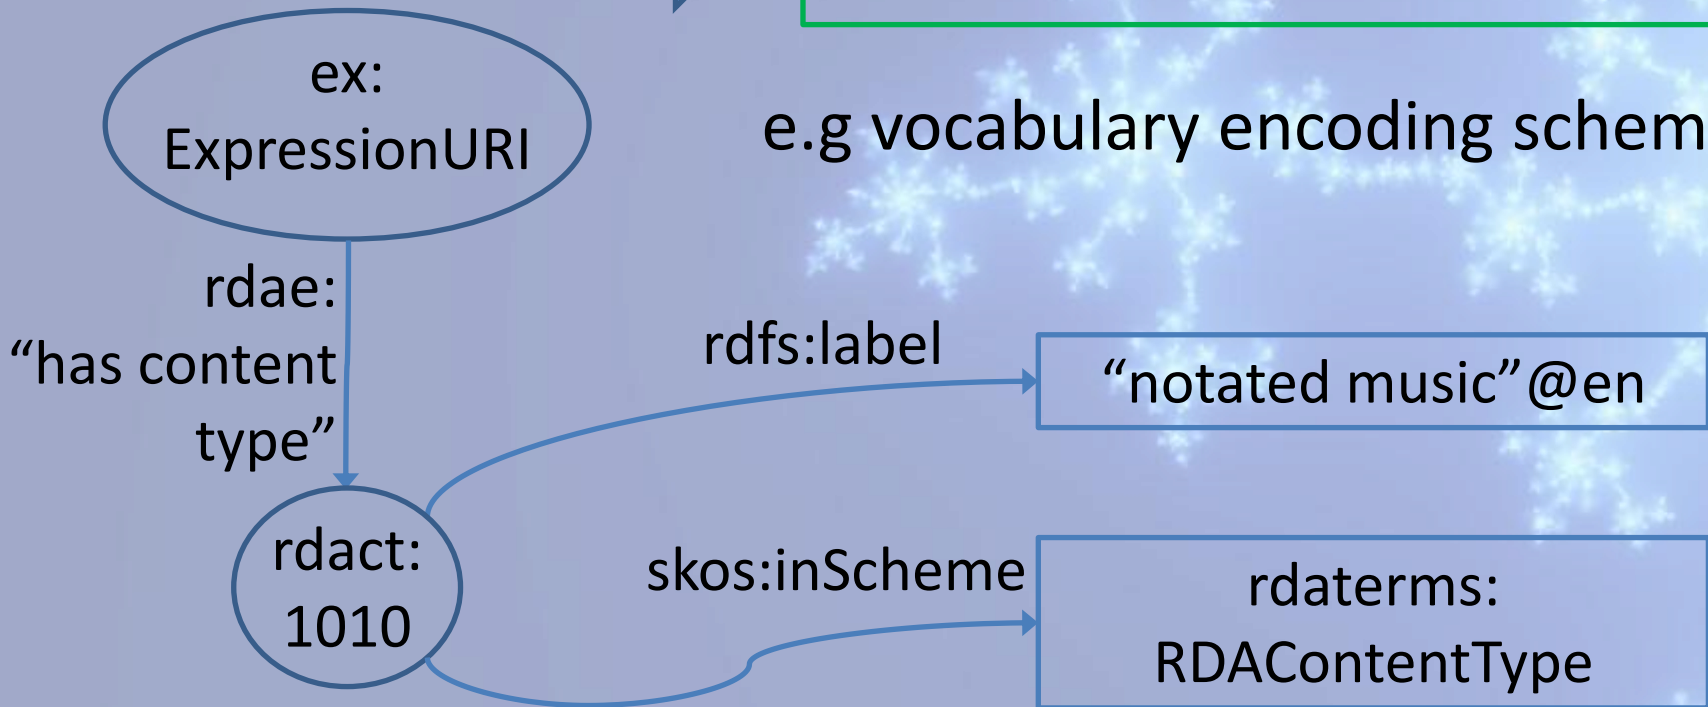 ex:
ExpressionURI
e.g vocabulary encoding schem
rdae:
“has content
type”
rdfs:label
“notated music”@en
rdact:
1010
skos:inScheme
rdaterms:
RDAContentType